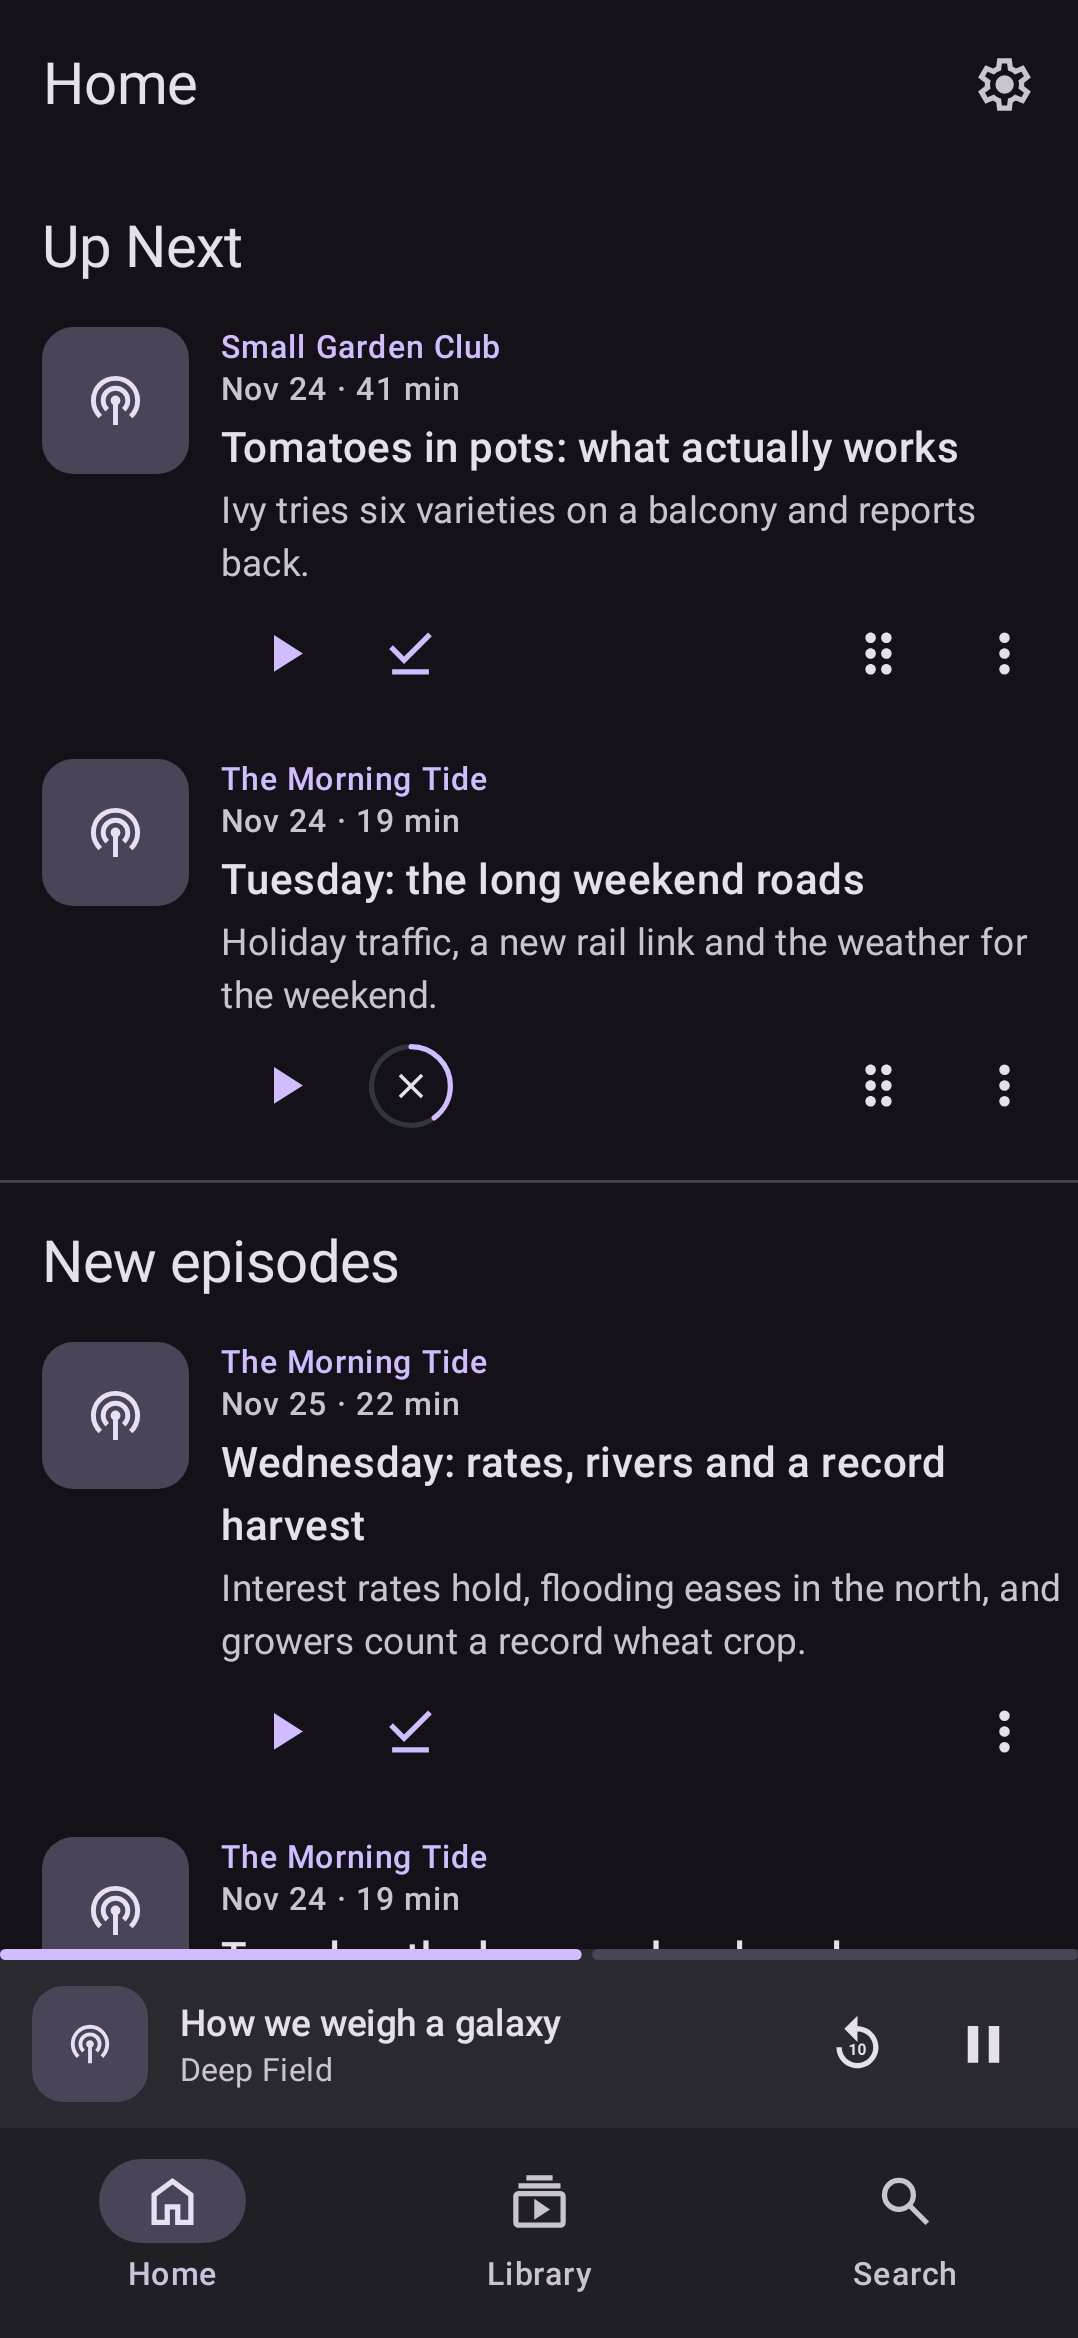 Home
Up Next
Small Garden Club
Nov 24 · 41 min
Tomatoes in pots: what actually works
Ivy tries six varieties on a balcony and reports
back.
The Morning Tide
Nov 24 · 19 min
Tuesday: the long weekend roads
Holiday traffic, a new rail link and the weather for
the weekend.
New episodes
The Morning Tide
Nov 25 · 22 min
Wednesday: rates, rivers and a record
harvest
Interest rates hold, flooding eases in the north, and
growers count a record wheat crop.
The Morning Tide
Nov 24 · 19 min
How we weigh a galaxy
Deep Field
10
Home
Library
Search